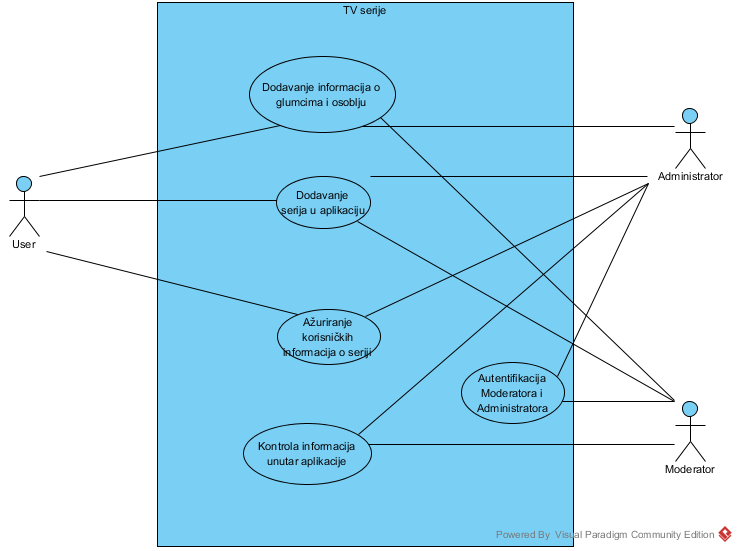 TV serije
Dodavanje informacija o
glumcima i osoblju
Administrator
Dodavanje
serija u aplikaciju
User
Ažuriranje
korisničkih
informacija o seriji
Autentifikacija
Moderatora i
Administratora
Kontrola informacija
unutar aplikacije
Moderator
Powered By Visual Paradigm Community Edition